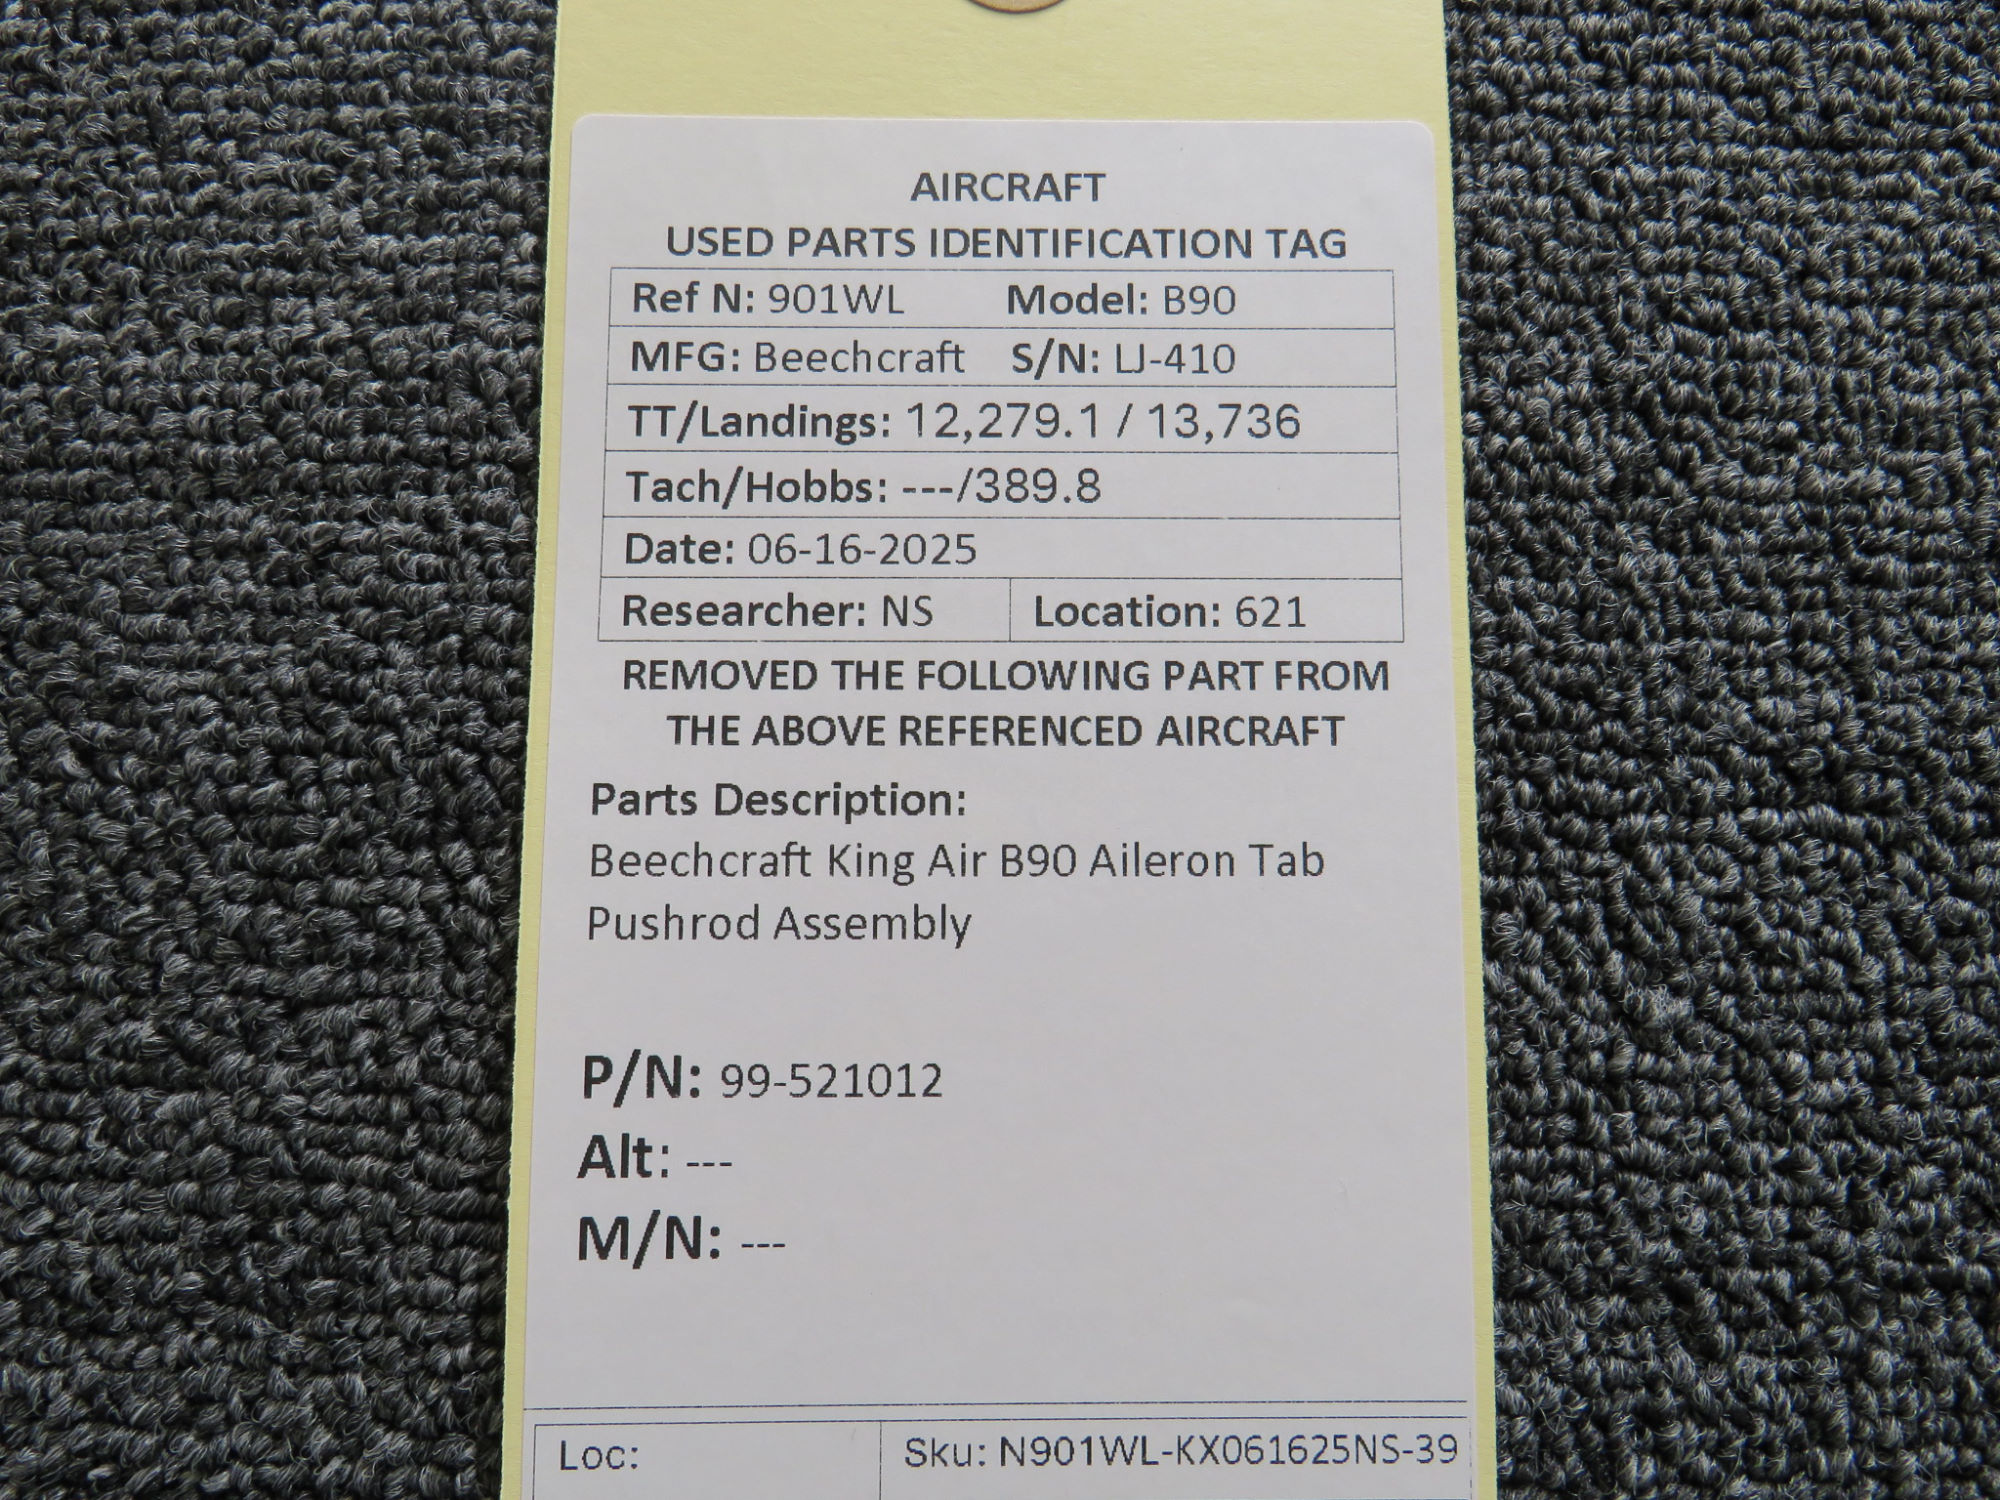 AIRCRAFT
USED PARTS IDENTIFICATION TAG
Ref N: 901WL Model: B90
MFG: Beechcraft S/N: LJ-410
TT/Landings: 12,279.1 / 13,736
Tach/Hobbs: ---/389.8
Date: 06-16-2025
Researcher: NS Location: 621
REMOVED THE FOLLOWING PART FROM
THE ABOVE REFERENCED AIRCRAFT
Parts Description:
Beechcraft King Air B90 Aileron Tab
Pushrod Assembly
P/N: 99-521012
Alt: ---
M/N: ---
Loc: Sku: N901WL-KX061625NS-39